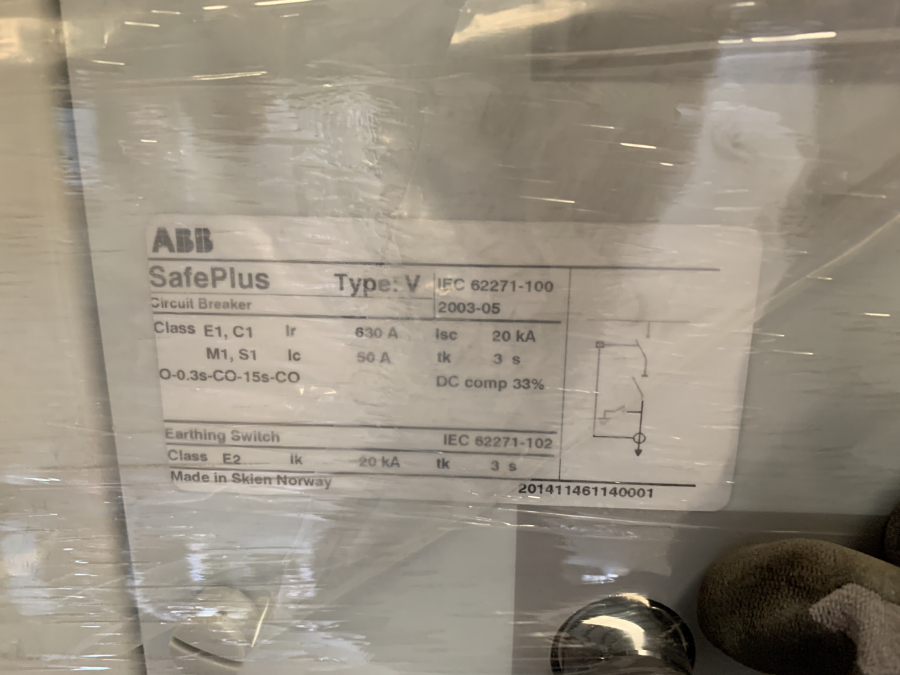 ABB
SafePlus Type: V IEC 62271-100
Circuit Breaker 2003-05
Class E1, C1 Ir 630 A Isc 20 kA
M1, S1 Ic 50 A tk 3 s
O-0.3s-CO-15s-CO DC comp 33%
Earthing Switch IEC 62271-102
Class E2 Ik 20 kA tk 3 s
Made in Skien Norway 201411461140001